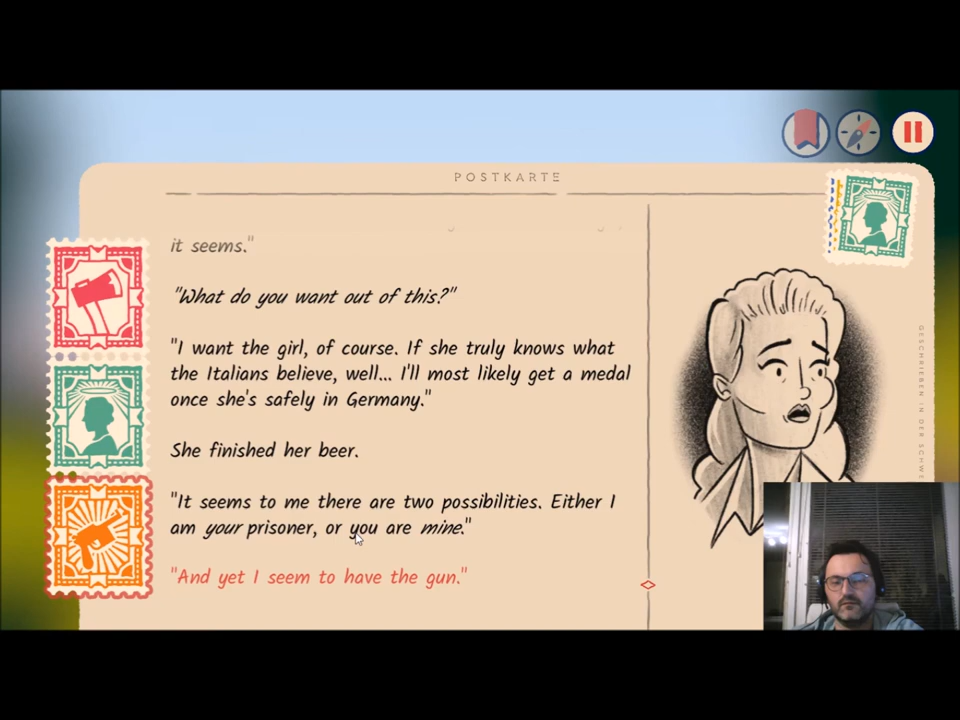 POSTKARTE
it seems."
"What do you want out of this?"
"I want the girl, of course. If she truly knows what
the Italians believe, well... I'll most likely get a medal
once she's safely in Germany."
She finished her beer.
"It seems to me there are two possibilities. Either I
am your prisoner, or you are mine."
"And yet I seem to have the gun."
GESCHRIEBEN IN DER SCHWE